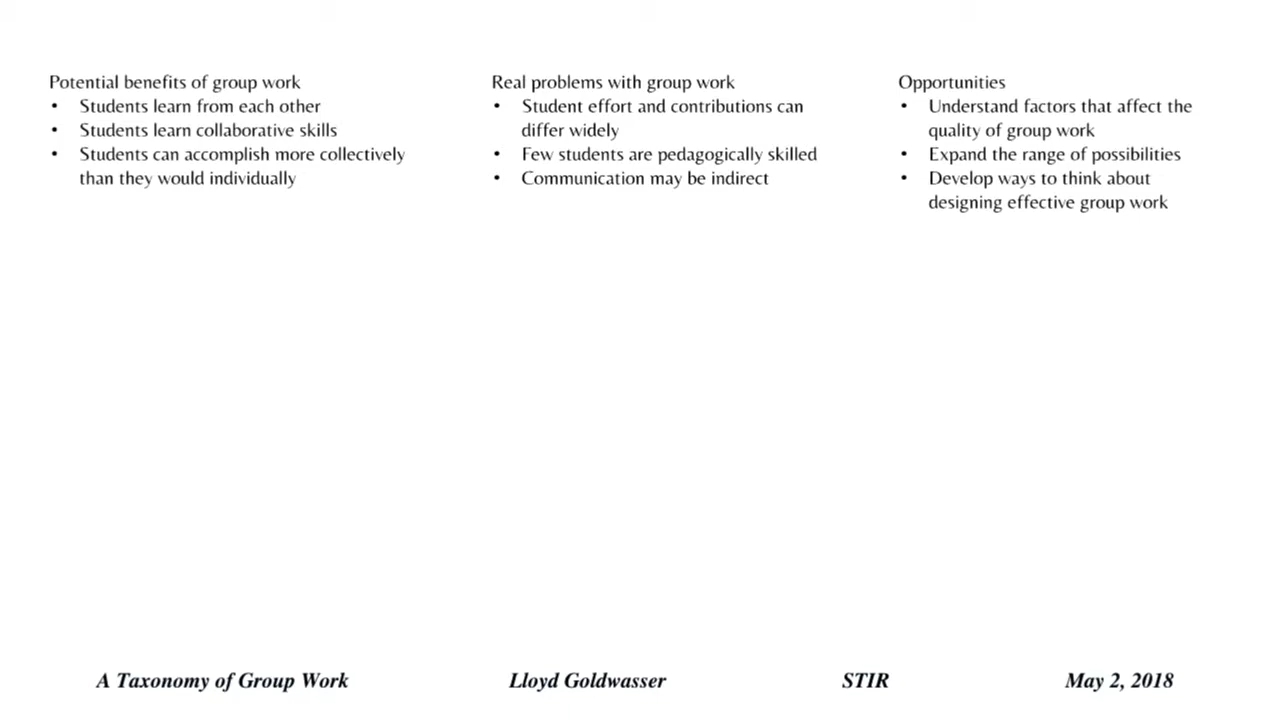 Potential benefits of group work
• Students learn from each other
• Students learn collaborative skills
• Students can accomplish more collectively
than they would individually
Real problems with group work
• Student effort and contributions can
differ widely
• Few students are pedagogically skilled
• Communication may be indirect
Opportunities
• Understand factors that affect the
quality of group work
• Expand the range of possibilities
• Develop ways to think about
designing effective group work
A Taxonomy of Group Work Lloyd Goldwasser STIR May 2, 2018